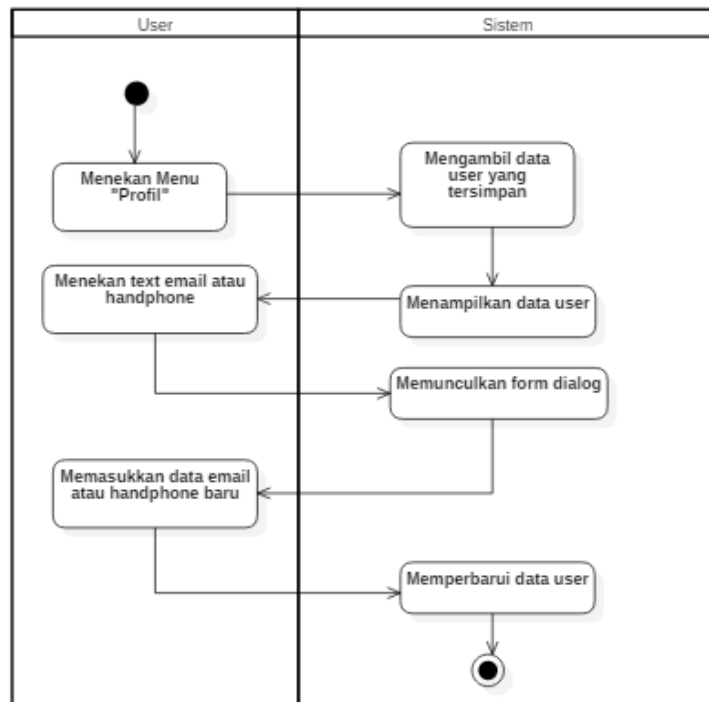 User
Sistem
Menekan Menu
"Profil"
Mengambil data
user yang
tersimpan
Menekan text email atau
handphone
Menampilkan data user
Memunculkan form dialog
Memasukkan data email
atau handphone baru
Memperbarui data user